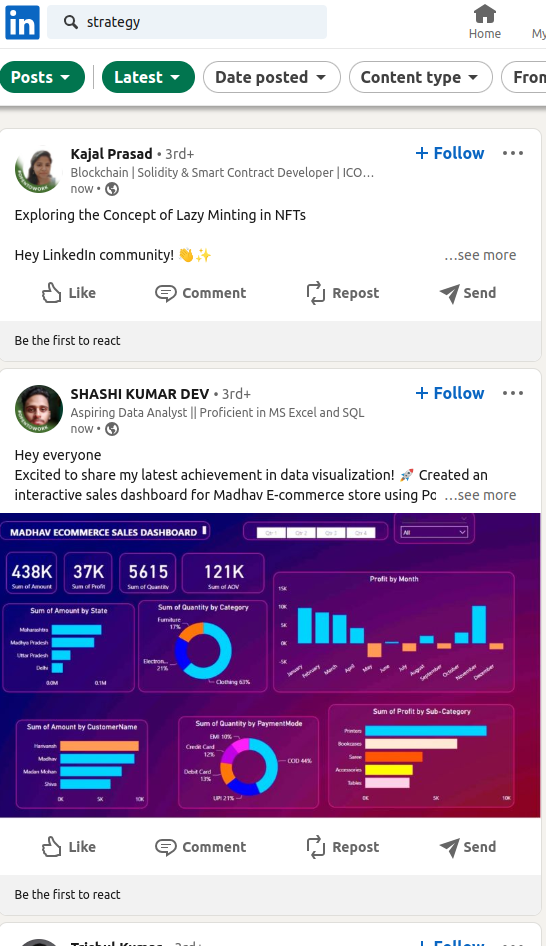 in
strategy
Home
My
Posts
Latest
Date posted
Content type
From
Kajal Prasad • 3rd+
Blockchain | Solidity & Smart Contract Developer | ICO…
now •
+ Follow
Exploring the Concept of Lazy Minting in NFTs
Hey LinkedIn community! 👋✨
…see more
Like
Comment
Repost
Send
Be the first to react
SHASHI KUMAR DEV • 3rd+
Aspiring Data Analyst || Proficient in MS Excel and SQL
now •
+ Follow
Hey everyone
Excited to share my latest achievement in data visualization! 🚀 Created an
interactive sales dashboard for Madhav E-commerce store using Po …see more
MADHAV ECOMMERCE SALES DASHBOARD
Qtr 1 Qtr 2 Qtr 3 Qtr 4
All
438K
Sum of Amount
37K
Sum of Profit
5615
Sum of Quantity
121K
Sum of AOV
Sum of Amount by State
Maharashtra
Madhya Pradesh
Uttar Pradesh
Delhi
0.0M 0.1M
Sum of Quantity by Category
Furniture
17%
Electron...
21%
Clothing 63%
Profit by Month
15K
10K
5K
0K
-5K
January February March April May June July August September October November December
Sum of Amount by CustomerName
Harivansh
Madhav
Madan Mohan
Shiva
0K 5K 10K
Sum of Quantity by PaymentMode
EMI 10%
Credit Card
12%
Debit Card
13%
UPI 21%
COD 44%
Sum of Profit by Sub-Category
Printers
Bookcases
Saree
Accessories
Tables
0K 5K 10K
Like
Comment
Repost
Send
Be the first to react